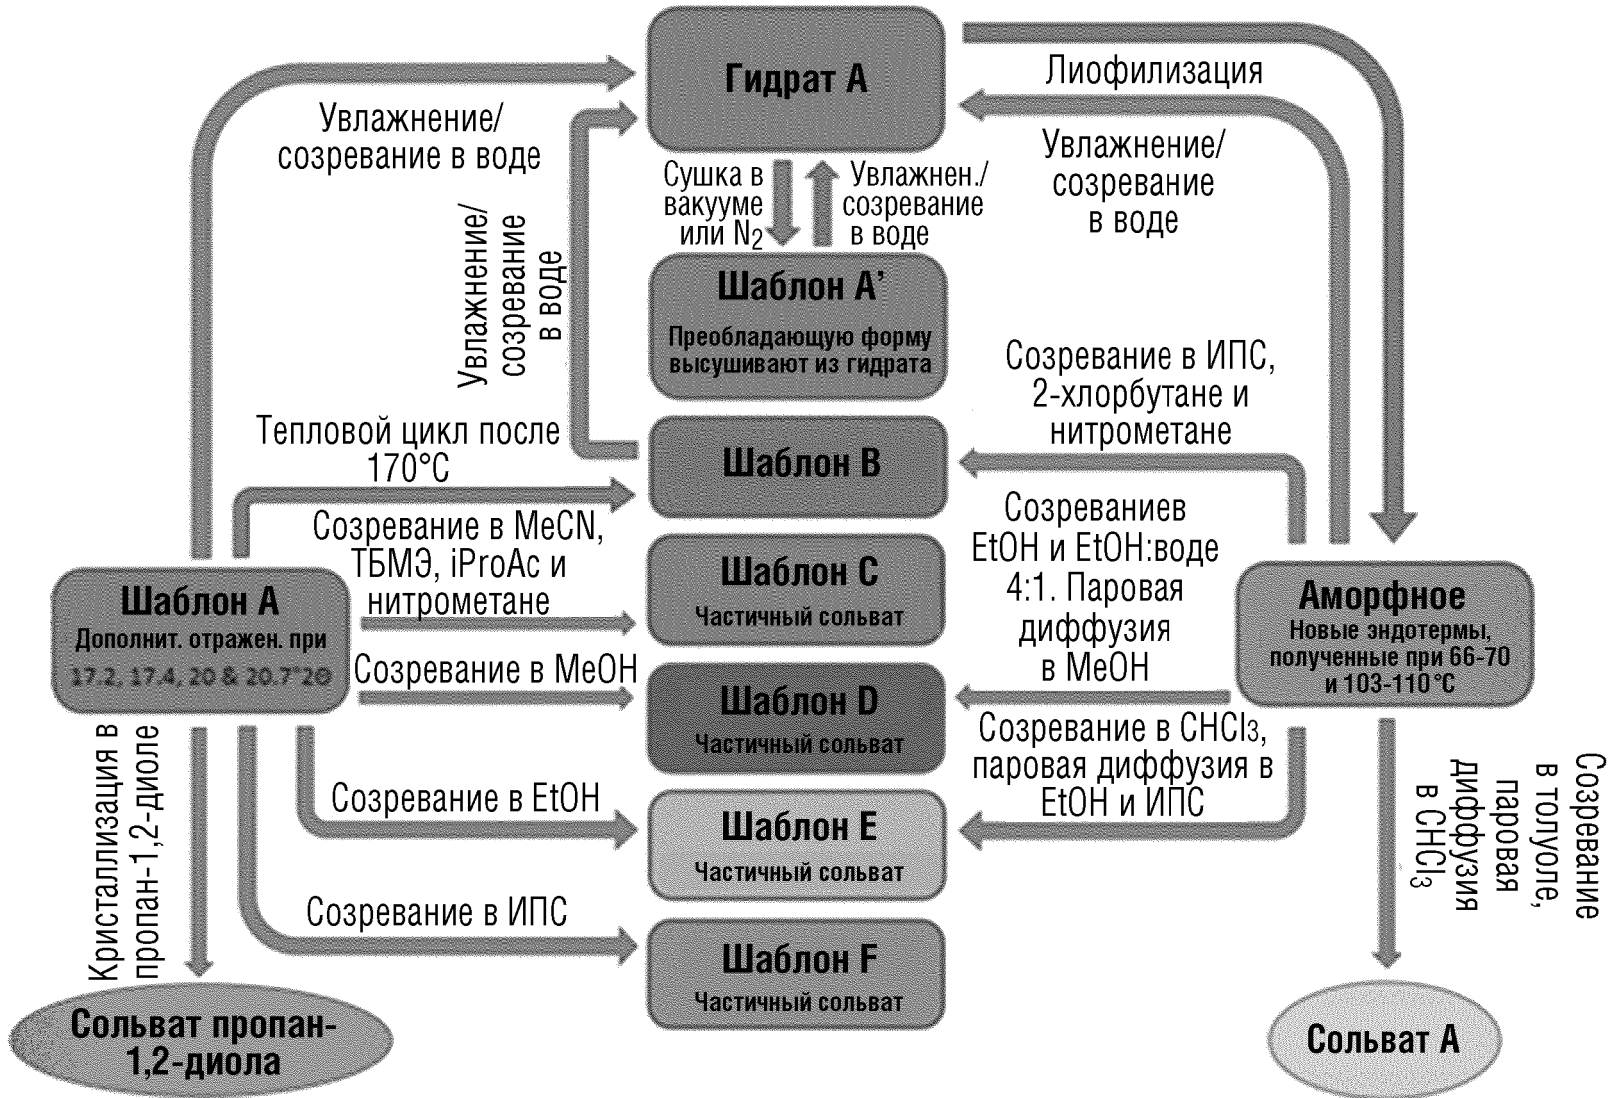 Гидрат А
Лиофилизация
Увлажнение/
созревание в воде
Увлажнение/
созревание
в воде
Сушка в
вакууме
или N2
Увлажнен./
созревание
в воде
Увлажнение/
созревание
в воде
Шаблон А’
Преобладающую форму
высушивают из гидрата
Созревание в ИПС,
2-хлорбутане и
нитрометане
Тепловой цикл после
170°С
Шаблон В
Созревание в MeCN,
ТБМЭ, iProAc и
нитрометане
Созреваниев
EtOH и EtOH:воде
4:1. Паровая
диффузия
в MeOH
Шаблон С
Частичный сольват
Шаблон А
Дополнит. отражен. при
17.2, 17.4, 20 & 20.7°2Θ
Аморфное
Новые эндотермы,
полученные при 66-70
и 103-110°С
Созревание в MeOH
Шаблон D
Частичный сольват
Созревание в CHCl3,
паровая диффузия в
EtOH и ИПС
Кристаллизация в
пропан-1,2-диоле
Созревание в EtOH
Шаблон Е
Частичный сольват
Созревание
в толуоле,
паровая
диффузия
в CHCl3
Созревание в ИПС
Шаблон F
Частичный сольват
Сольват пропан-
1,2-диола
Сольват А